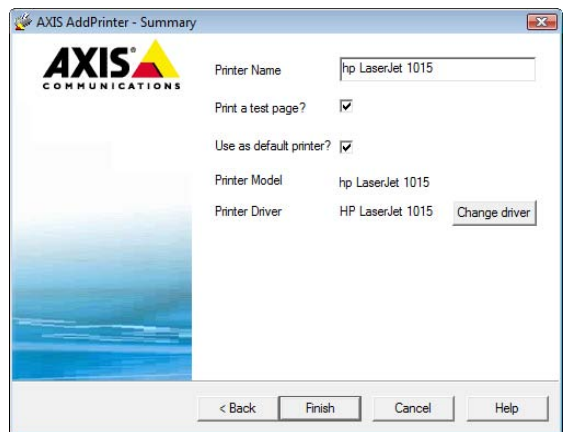 AXIS AddPrinter - Summary
AXIS
COMMUNICATIONS
Printer Name hp LaserJet 1015
Print a test page?
Use as default printer?
Printer Model hp LaserJet 1015
Printer Driver HP LaserJet 1015 Change driver
< Back Finish Cancel Help